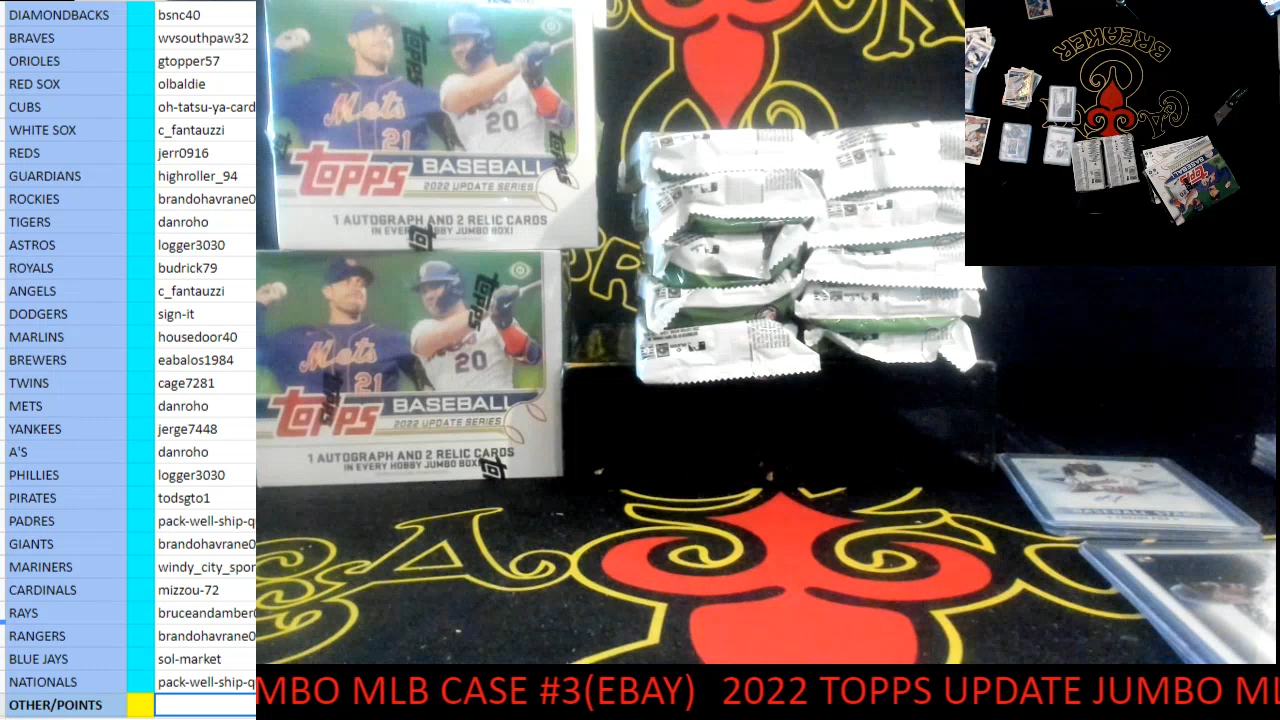 DIAMONDBACKS bsnc40
BRAVES wvsouthpaw32
ORIOLES gtopper57
RED SOX olbaldie
CUBS oh-tatsu-ya-card
WHITE SOX c_fantauzzi
REDS jerr0916
GUARDIANS highroller_94
ROCKIES brandohavrane0
TIGERS danroho
ASTROS logger3030
ROYALS budrick79
ANGELS c_fantauzzi
DODGERS sign-it
MARLINS housedoor40
BREWERS eabalos1984
TWINS cage7281
METS danroho
YANKEES jerge7448
A'S danroho
PHILLIES logger3030
PIRATES todsgto1
PADRES pack-well-ship-q
GIANTS brandohavrane0
MARINERS windy_city_spor
CARDINALS mizzou-72
RAYS bruceandamber
RANGERS brandohavrane0
BLUE JAYS sol-market
NATIONALS pack-well-ship-q
OTHER/POINTS
Mets
21
20
topps
topps BASEBALL
2022 UPDATE SERIES
1 AUTOGRAPH AND 2 RELIC CARDS
IN EVERY HOBBY JUMBO BOX!
Mets
21
20
topps
topps BASEBALL
2022 UPDATE SERIES
1 AUTOGRAPH AND 2 RELIC CARDS
IN EVERY HOBBY JUMBO BOX!
BREAKER
BASEBALL STARS
MBO MLB CASE #3(EBAY) 2022 TOPPS UPDATE JUMBO ML